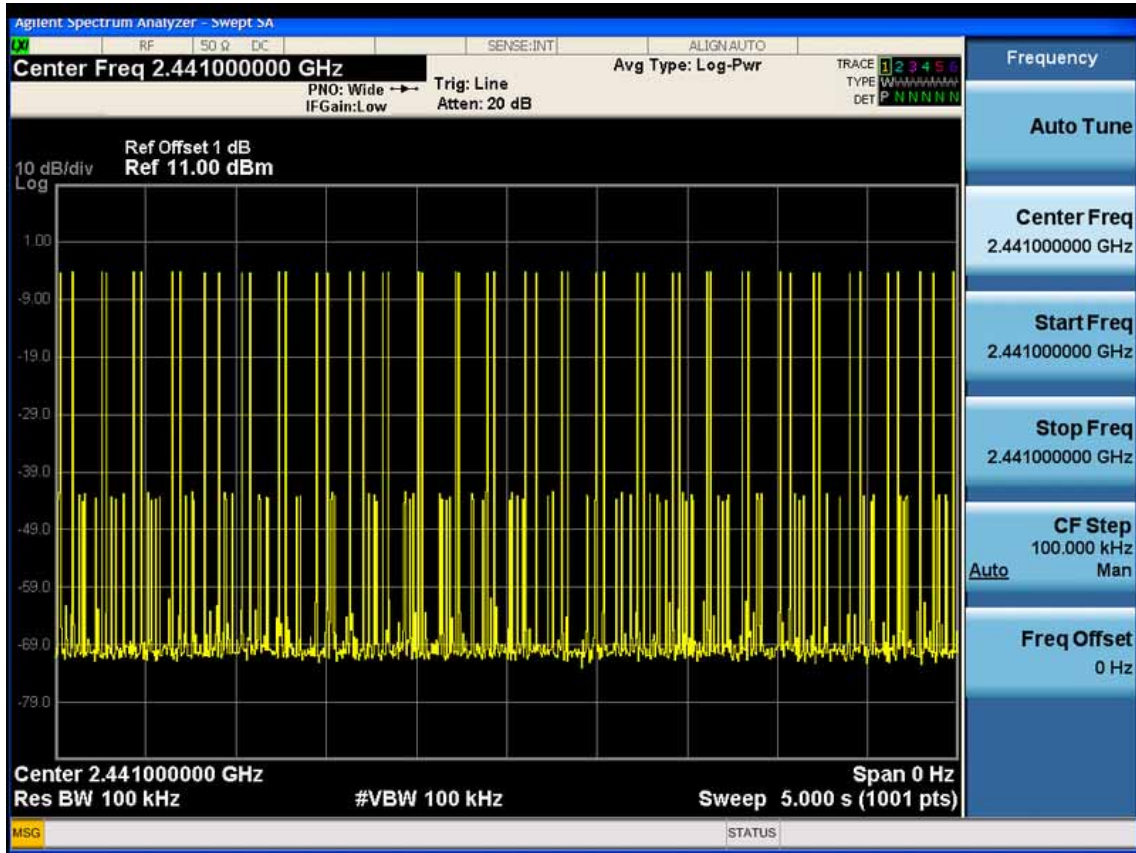 Agilent Spectrum Analyzer - Swept SA
LXI RF 50 Ω DC SENSE:INT ALIGN AUTO
Center Freq 2.441000000 GHz
PNO: Wide
IFGain:Low
Trig: Line
Atten: 20 dB
Avg Type: Log-Pwr
TRACE 1 2 3 4 5 6
TYPE W
DET P N N N N N
Ref Offset 1 dB
10 dB/div Ref 11.00 dBm
Log
1.00
-9.00
-19.0
-29.0
-39.0
-49.0
-59.0
-69.0
-79.0
Center 2.441000000 GHz Span 0 Hz
Res BW 100 kHz #VBW 100 kHz Sweep 5.000 s (1001 pts)
MSG STATUS
Frequency
Auto Tune
Center Freq
2.441000000 GHz
Start Freq
2.441000000 GHz
Stop Freq
2.441000000 GHz
CF Step
100.000 kHz
Auto Man
Freq Offset
0 Hz